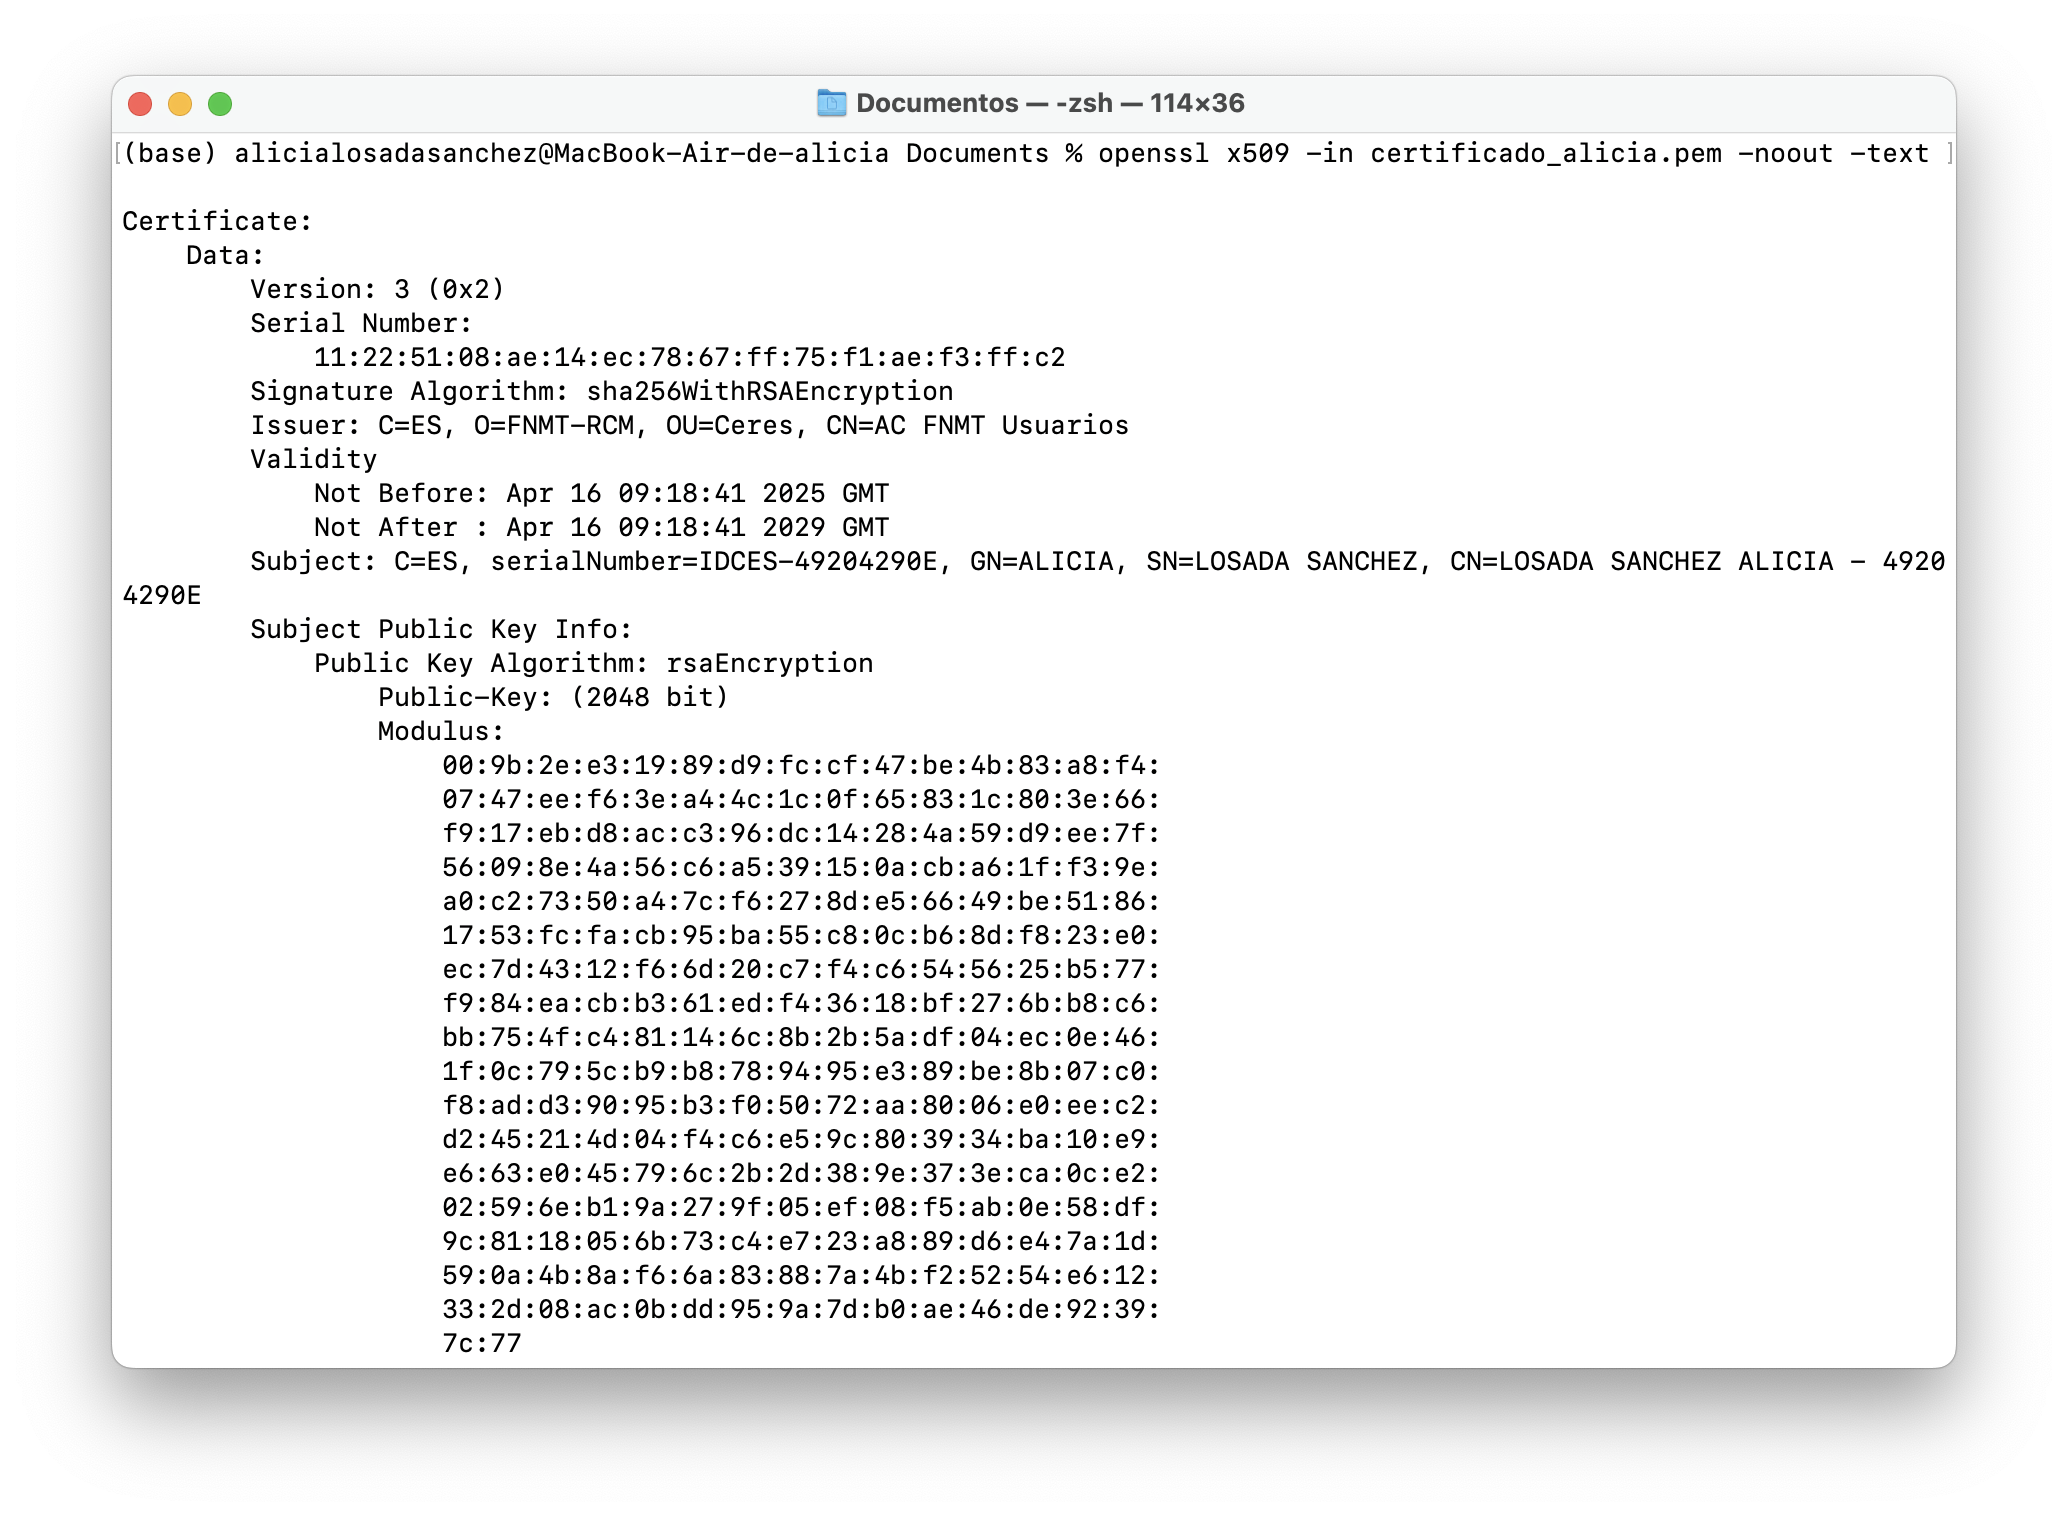 Documentos — -zsh — 114×36
[(base) alicialosadasanchez@MacBook-Air-de-alicia Documents % openssl x509 -in certificado_alicia.pem -noout -text ]
Certificate:
    Data:
        Version: 3 (0x2)
        Serial Number:
            11:22:51:08:ae:14:ec:78:67:ff:75:f1:ae:f3:ff:c2
        Signature Algorithm: sha256WithRSAEncryption
        Issuer: C=ES, O=FNMT-RCM, OU=Ceres, CN=AC FNMT Usuarios
        Validity
            Not Before: Apr 16 09:18:41 2025 GMT
            Not After : Apr 16 09:18:41 2029 GMT
        Subject: C=ES, serialNumber=IDCES-49204290E, GN=ALICIA, SN=LOSADA SANCHEZ, CN=LOSADA SANCHEZ ALICIA - 4920
4290E
        Subject Public Key Info:
            Public Key Algorithm: rsaEncryption
                Public-Key: (2048 bit)
                Modulus:
                    00:9b:2e:e3:19:89:d9:fc:cf:47:be:4b:83:a8:f4:
                    07:47:ee:f6:3e:a4:4c:1c:0f:65:83:1c:80:3e:66:
                    f9:17:eb:d8:ac:c3:96:dc:14:28:4a:59:d9:ee:7f:
                    56:09:8e:4a:56:c6:a5:39:15:0a:cb:a6:1f:f3:9e:
                    a0:c2:73:50:a4:7c:f6:27:8d:e5:66:49:be:51:86:
                    17:53:fc:fa:cb:95:ba:55:c8:0c:b6:8d:f8:23:e0:
                    ec:7d:43:12:f6:6d:20:c7:f4:c6:54:56:25:b5:77:
                    f9:84:ea:cb:b3:61:ed:f4:36:18:bf:27:6b:b8:c6:
                    bb:75:4f:c4:81:14:6c:8b:2b:5a:df:04:ec:0e:46:
                    1f:0c:79:5c:b9:b8:78:94:95:e3:89:be:8b:07:c0:
                    f8:ad:d3:90:95:b3:f0:50:72:aa:80:06:e0:ee:c2:
                    d2:45:21:4d:04:f4:c6:e5:9c:80:39:34:ba:10:e9:
                    e6:63:e0:45:79:6c:2b:2d:38:9e:37:3e:ca:0c:e2:
                    02:59:6e:b1:9a:27:9f:05:ef:08:f5:ab:0e:58:df:
                    9c:81:18:05:6b:73:c4:e7:23:a8:89:d6:e4:7a:1d:
                    59:0a:4b:8a:f6:6a:83:88:7a:4b:f2:52:54:e6:12:
                    33:2d:08:ac:0b:dd:95:9a:7d:b0:ae:46:de:92:39:
                    7c:77